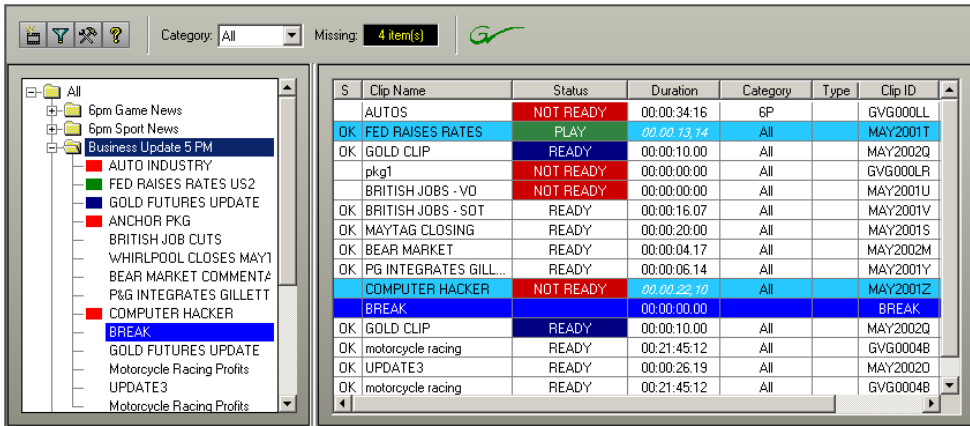 Category: All Missing: 4 item(s)
All
6pm Game News
6pm Sport News
Business Update 5 PM
AUTO INDUSTRY
FED RAISES RATES US2
GOLD FUTURES UPDATE
ANCHOR PKG
BRITISH JOB CUTS
WHIRLPOOL CLOSES MAYT
BEAR MARKET COMMENTA
P&G INTEGRATES GILLETT
COMPUTER HACKER
BREAK
GOLD FUTURES UPDATE
Motorcycle Racing Profits
UPDATE3
Motorcycle Racing Profits
S Clip Name Status Duration Category Type Clip ID
AUTOS NOT READY 00:00:34:16 6P GVG000LL
OK FED RAISES RATES PLAY 00.00.13,14 All MAY2001T
OK GOLD CLIP READY 00:00:10.00 All MAY2002Q
pkg1 NOT READY 00:00:00:00 All GVG000LR
BRITISH JOBS - VO NOT READY 00:00:00:00 All MAY2001U
OK BRITISH JOBS - SOT READY 00:00:16.07 All MAY2001V
OK MAYTAG CLOSING READY 00:00:20:00 All MAY2001S
OK BEAR MARKET READY 00:00:04.17 All MAY2002M
OK PG INTEGRATES GILL... READY 00:00:06.14 All MAY2001Y
COMPUTER HACKER NOT READY 00.00.22,10 All MAY2001Z
BREAK 00:00:00.00 BREAK
OK GOLD CLIP READY 00:00:10.00 All MAY2002Q
OK motorcycle racing READY 00:21:45:12 All GVG0004B
OK UPDATE3 READY 00:00:26.19 All MAY2002O
OK motorcycle racing READY 00:21:45:12 All GVG0004B